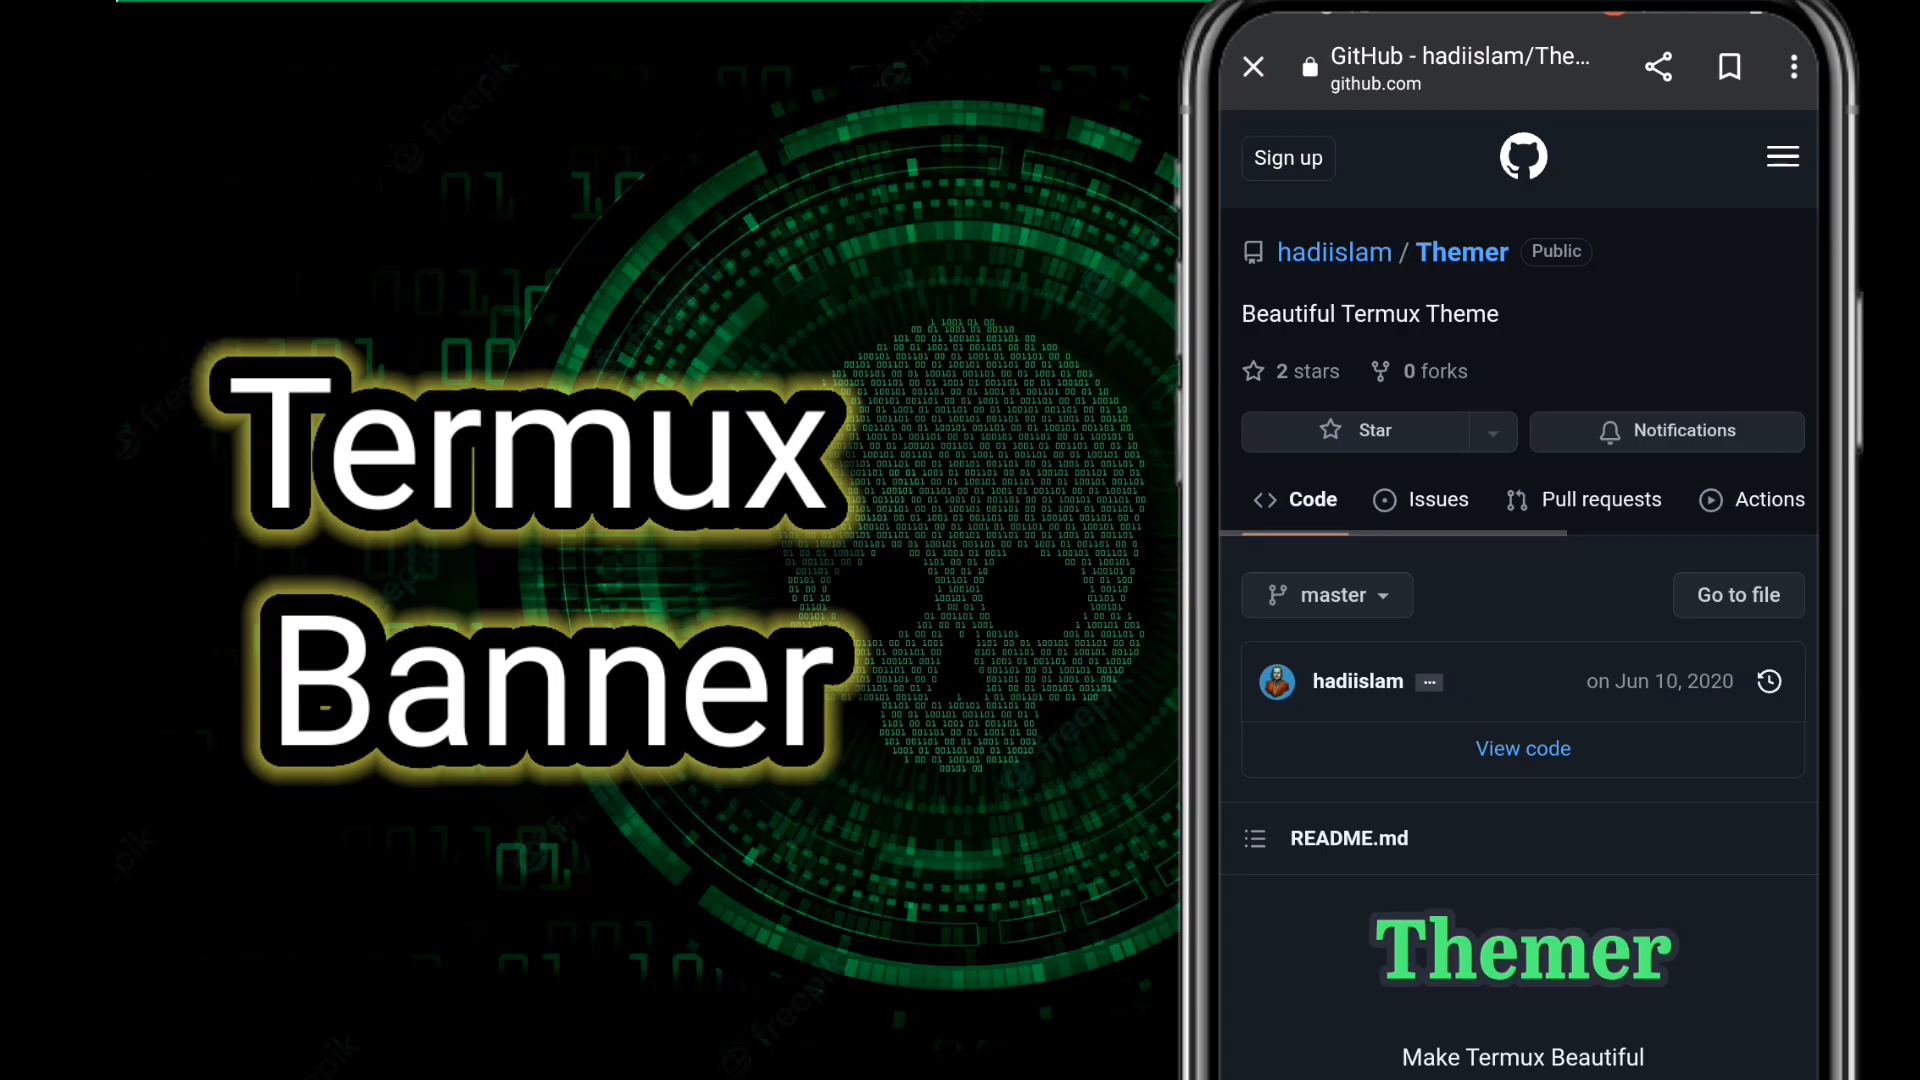 Termux
Banner
GitHub - hadiislam/The...
github.com
Sign up
hadiislam / Themer Public
Beautiful Termux Theme
2 stars 0 forks
Star Notifications
Code Issues Pull requests Actions
master Go to file
hadiislam ... on Jun 10, 2020
View code
README.md
Themer
Make Termux Beautiful
freepik
freepik